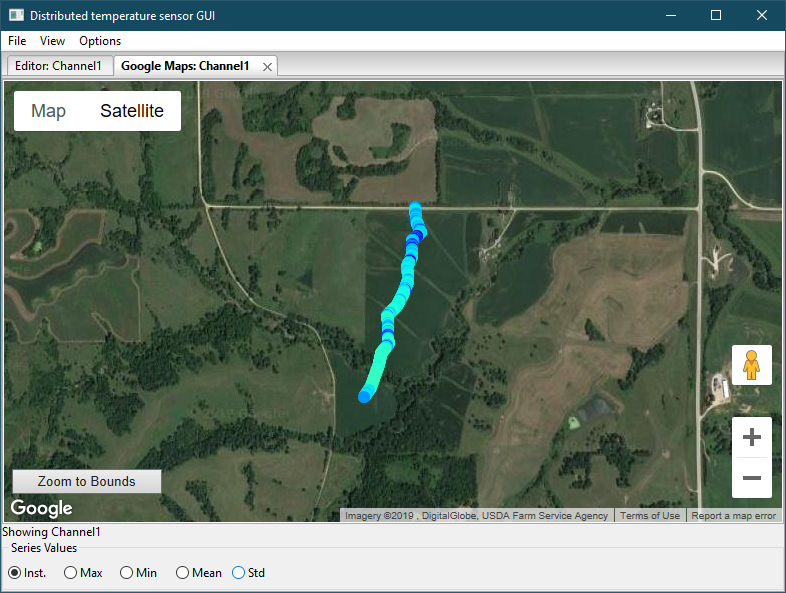 Distributed temperature sensor GUI
File View Options
Editor: Channel1 Google Maps: Channel1
Map Satellite
Zoom to Bounds
Google
Imagery ©2019 , DigitalGlobe, USDA Farm Service Agency Terms of Use Report a map error
Showing Channel1
Series Values
Inst. Max Min Mean Std